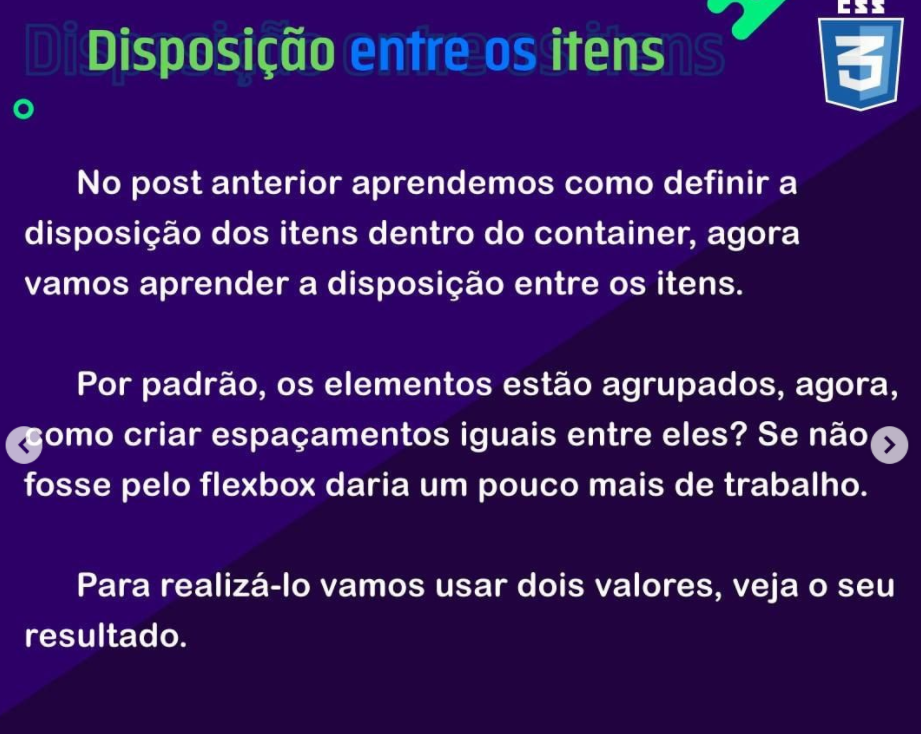 Disposição entre os itens
CSS
No post anterior aprendemos como definir a
disposição dos itens dentro do container, agora
vamos aprender a disposição entre os itens.
Por padrão, os elementos estão agrupados, agora,
como criar espaçamentos iguais entre eles? Se não
fosse pelo flexbox daria um pouco mais de trabalho.
Para realizá-lo vamos usar dois valores, veja o seu
resultado.